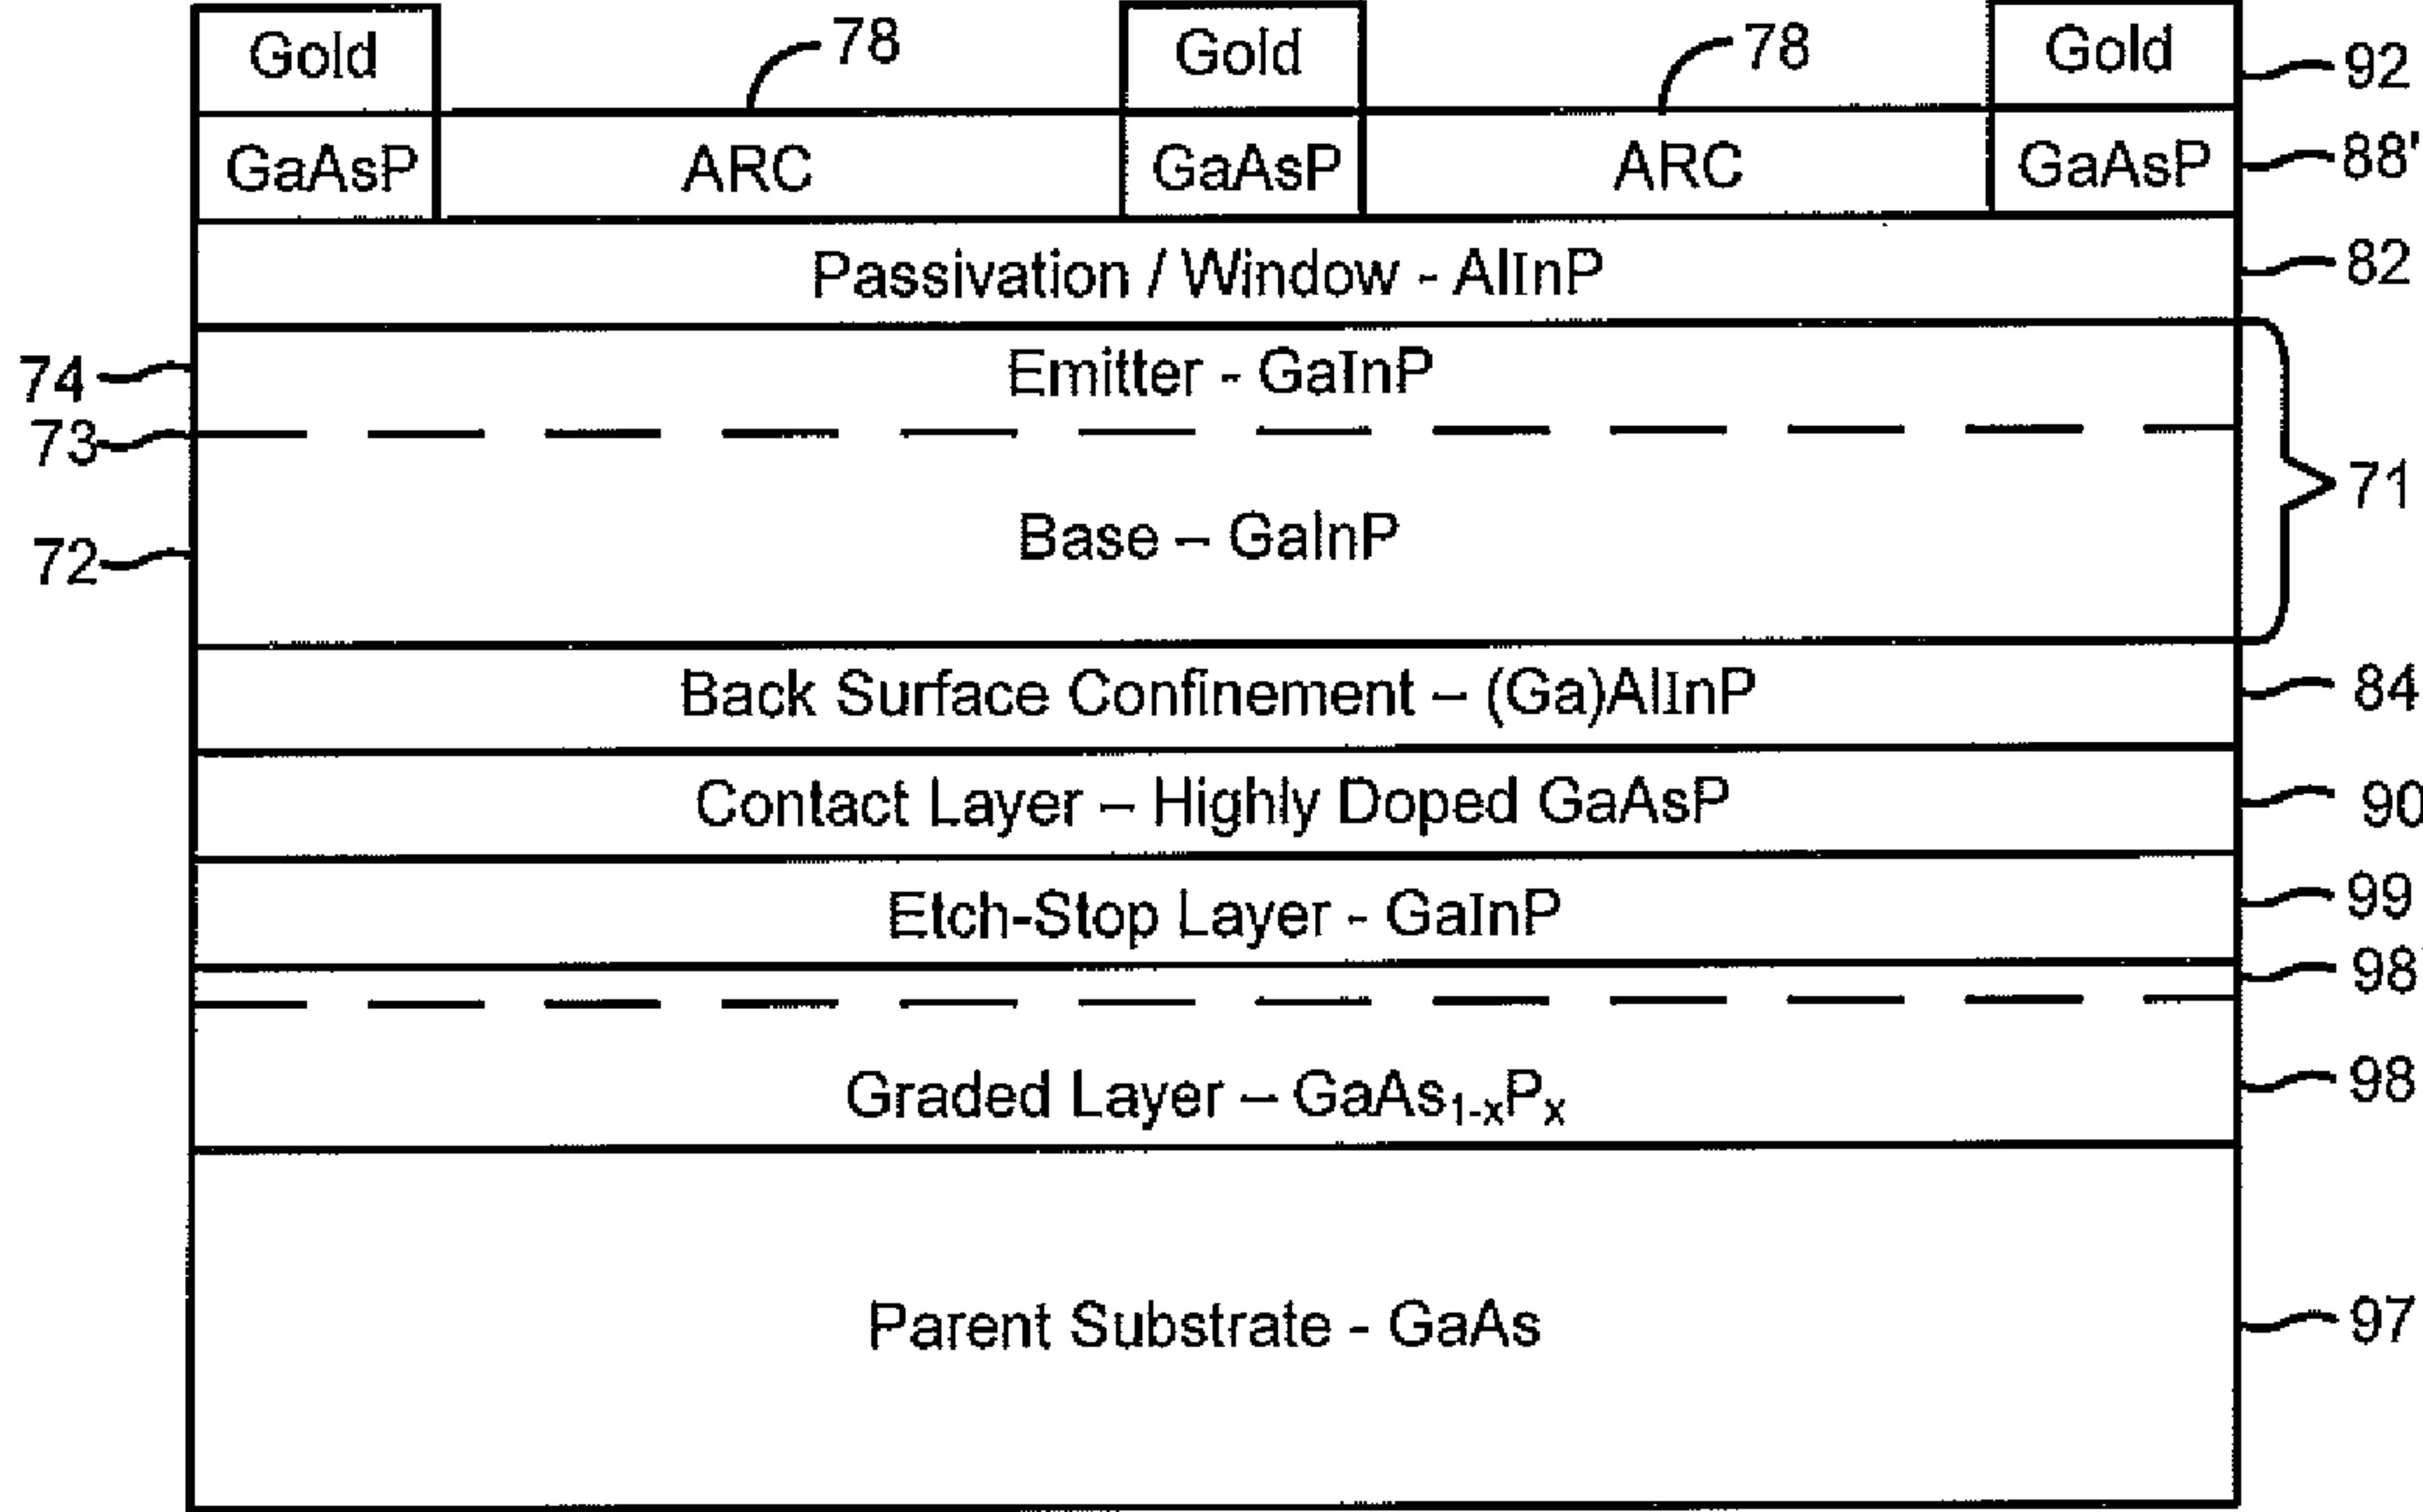 Gold 78 Gold 78 Gold 92
GaAsP ARC GaAsP ARC GaAsP 88'
Passivation / Window - AlInP 82
74 Emitter - GaInP
73
71
72 Base – GaInP
Back Surface Confinement – (Ga)AlInP 84
Contact Layer – Highly Doped GaAsP 90
Etch-Stop Layer - GaInP 99
98'
Graded Layer – GaAs₁₋ₓPₓ 98
Parent Substrate - GaAs 97